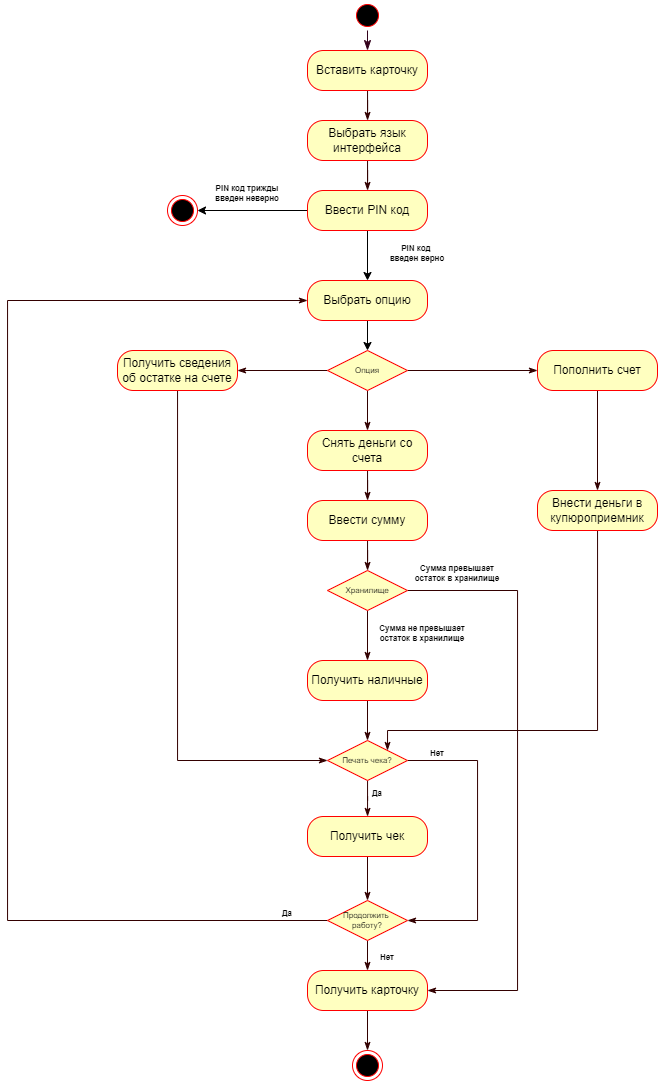 Вставить карточку
Выбрать язык
интерфейса
PIN код трижды
введен неверно
Ввести PIN код
PIN код
введен верно
Выбрать опцию
Получить сведения
об остатке на счете
Опция
Пополнить счет
Снять деньги со
счета
Ввести сумму
Внести деньги в
купюроприемник
Сумма превышает
остаток в хранилище
Хранилище
Сумма не превышает
остаток в хранилище
Получить наличные
Печать чека?
Нет
Да
Получить чек
Да
Продолжить
работу?
Нет
Получить карточку